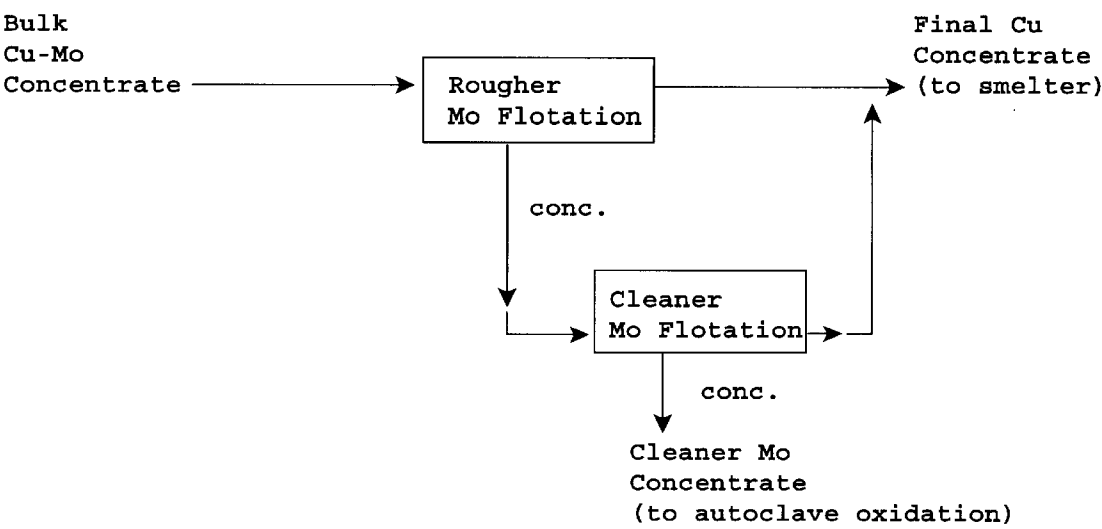 Bulk
Cu-Mo
Concentrate
Rougher
Mo Flotation
Final Cu
Concentrate
(to smelter)
conc.
Cleaner
Mo Flotation
conc.
Cleaner Mo
Concentrate
(to autoclave oxidation)